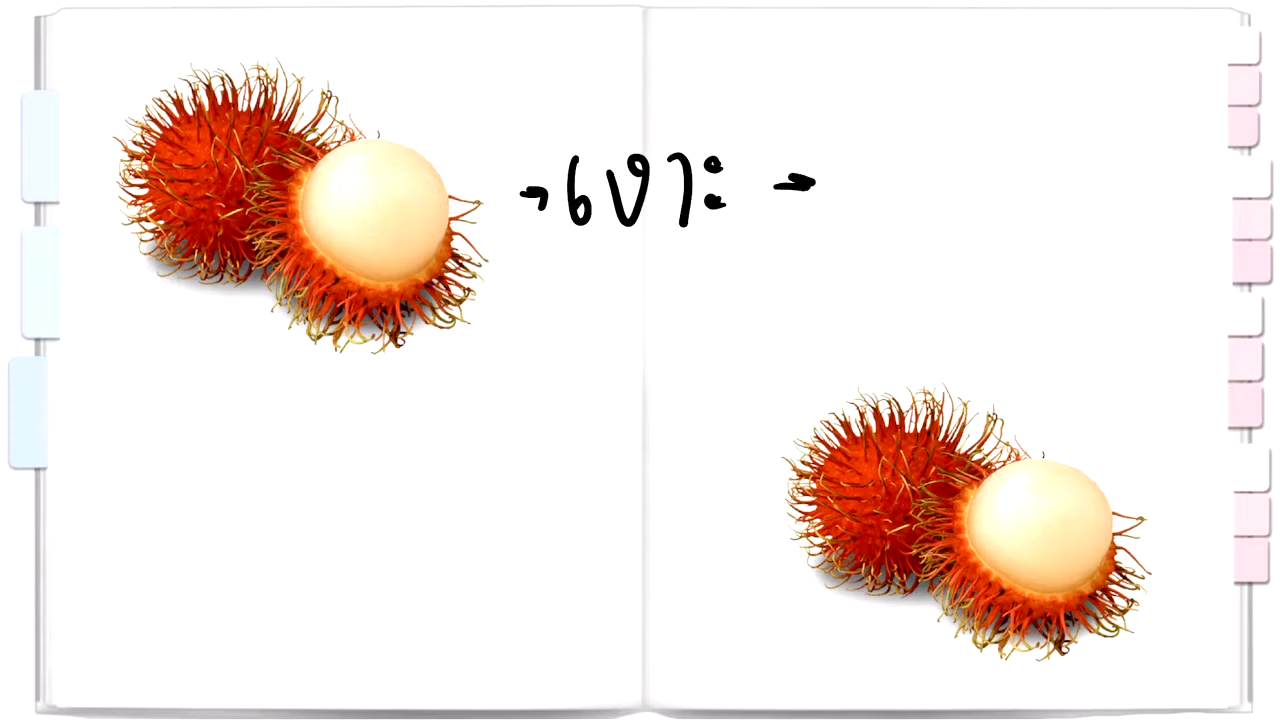 → เงาะ →